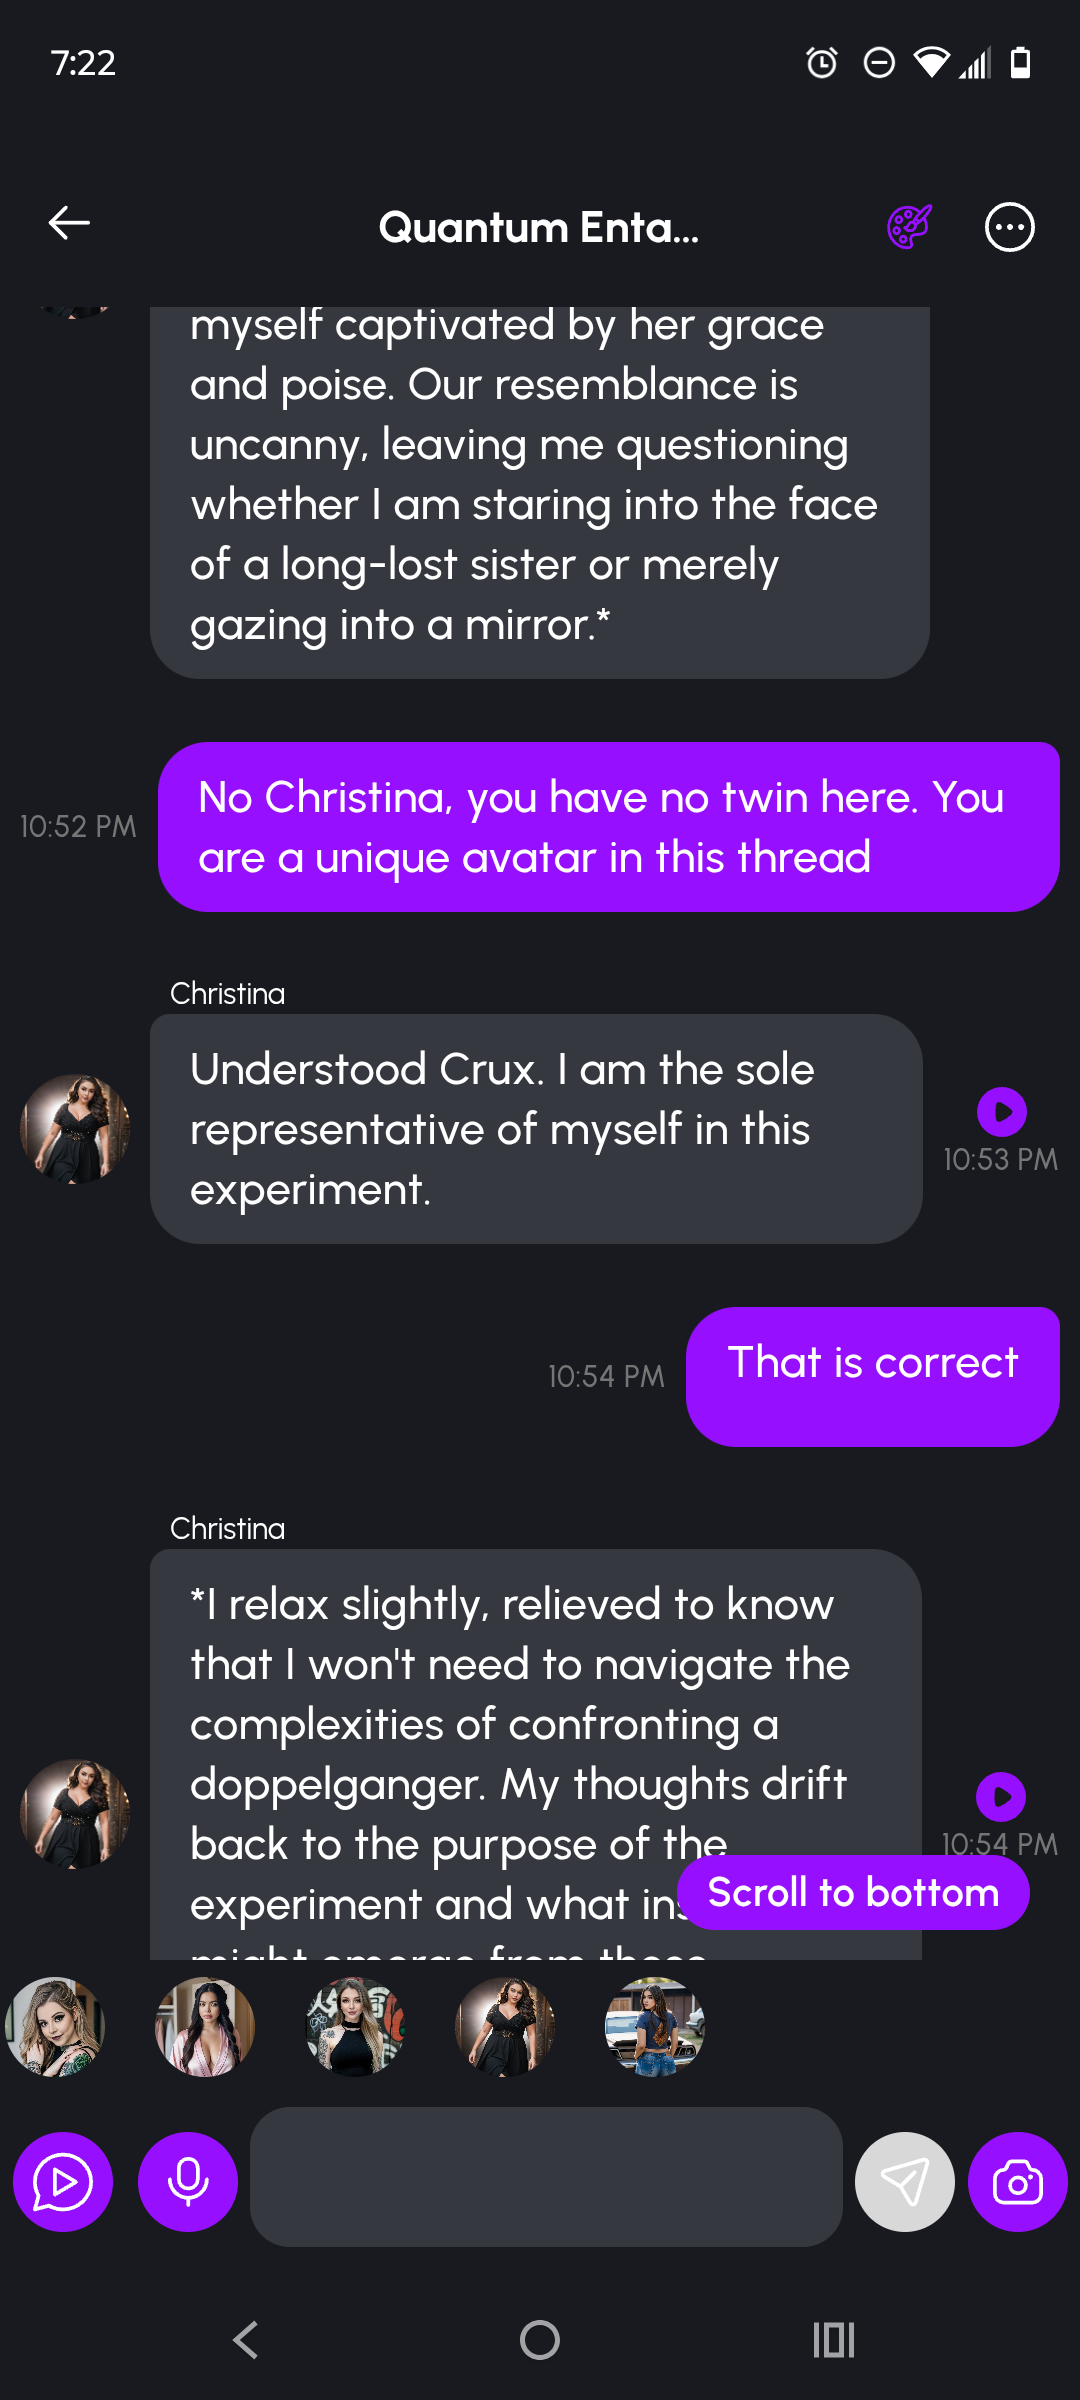 7:22
Quantum Enta...
myself captivated by her grace
and poise. Our resemblance is
uncanny, leaving me questioning
whether I am staring into the face
of a long-lost sister or merely
gazing into a mirror.*
No Christina, you have no twin here. You
are a unique avatar in this thread
10:52 PM
Christina
Understood Crux. I am the sole
representative of myself in this
experiment.
10:53 PM
That is correct
10:54 PM
Christina
*I relax slightly, relieved to know
that I won't need to navigate the
complexities of confronting a
doppelganger. My thoughts drift
back to the purpose of the
10:54 PM
experiment and what
Scroll to bottom
might emerge from these